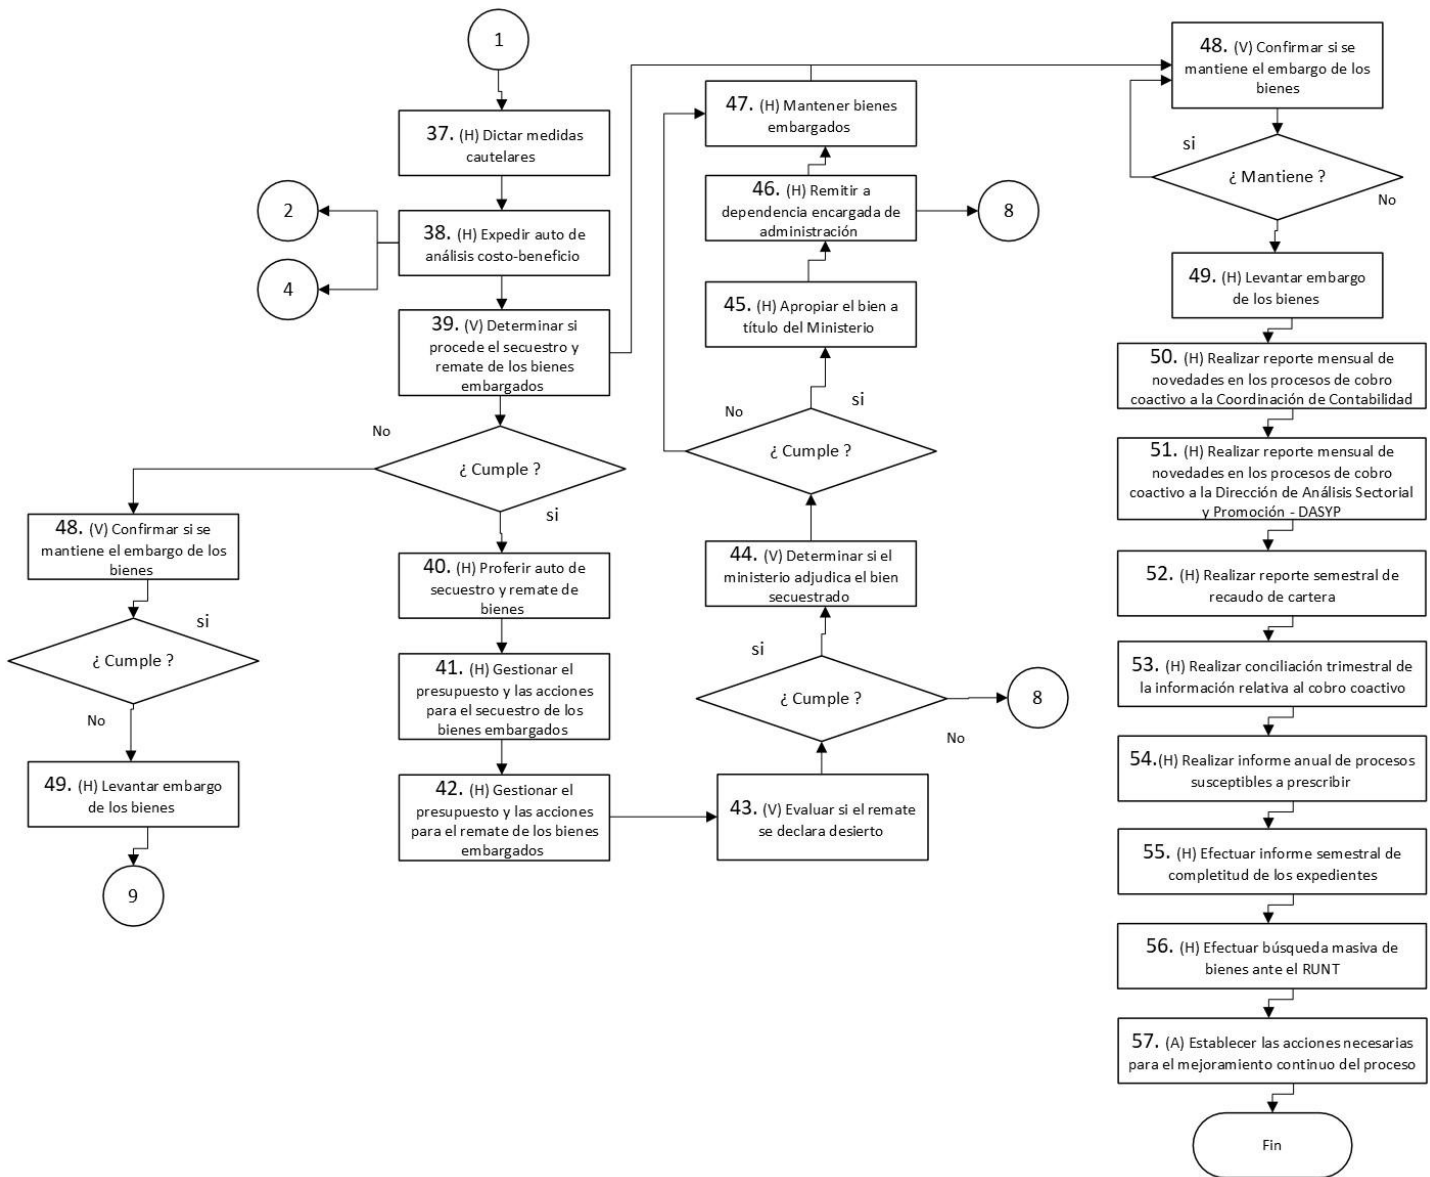 1
37. (H) Dictar medidas
cautelares
2
4
38. (H) Expedir auto de
análisis costo-beneficio
39. (V) Determinar si
procede el secuestro y
remate de los bienes
embargados
No
¿ Cumple ?
si
48. (V) Confirmar si se
mantiene el embargo de los
bienes
si
¿ Cumple ?
No
49. (H) Levantar embargo
de los bienes
9
40. (H) Proferir auto de
secuestro y remate de
bienes
41. (H) Gestionar el
presupuesto y las acciones
para el secuestro de los
bienes embargados
42. (H) Gestionar el
presupuesto y las acciones
para el remate de los bienes
embargados
47. (H) Mantener bienes
embargados
46. (H) Remitir a
dependencia encargada de
administración
8
45. (H) Apropiar el bien a
título del Ministerio
No
si
¿ Cumple ?
44. (V) Determinar si el
ministerio adjudica el bien
secuestrado
si
¿ Cumple ?
8
No
43. (V) Evaluar si el remate
se declara desierto
48. (V) Confirmar si se
mantiene el embargo de los
bienes
si
¿ Mantiene ?
No
49. (H) Levantar embargo
de los bienes
50. (H) Realizar reporte mensual de
novedades en los procesos de cobro
coactivo a la Coordinación de Contabilidad
51. (H) Realizar reporte mensual de
novedades en los procesos de cobro
coactivo a la Dirección de Análisis Sectorial
y Promoción - DASYP
52. (H) Realizar reporte semestral de
recaudo de cartera
53. (H) Realizar conciliación trimestral de
la información relativa al cobro coactivo
54.(H) Realizar informe anual de procesos
susceptibles a prescribir
55. (H) Efectuar informe semestral de
completitud de los expedientes
56. (H) Efectuar búsqueda masiva de
bienes ante el RUNT
57. (A) Establecer las acciones necesarias
para el mejoramiento continuo del proceso
Fin